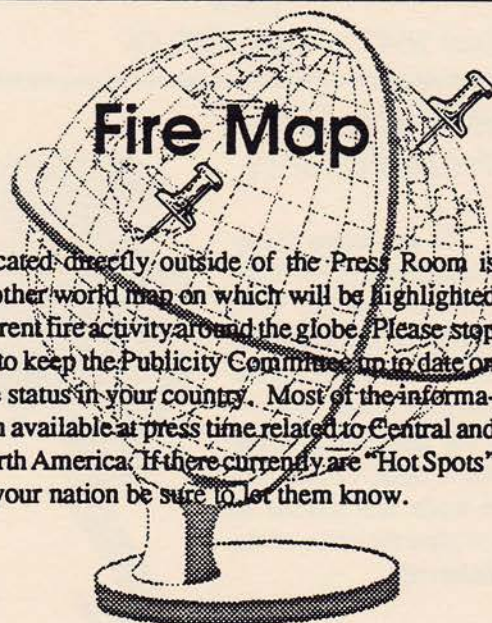 Fire Map
cated directly outside of the Press Room is
other world map on which will be highlighted
rent fire activity around the globe. Please stop
to keep the Publicity Committee up to date on
status in your country. Most of the informa-
n available at press time related to Central and
rth America. If there currently are "Hot Spots"
your nation be sure to let them know.